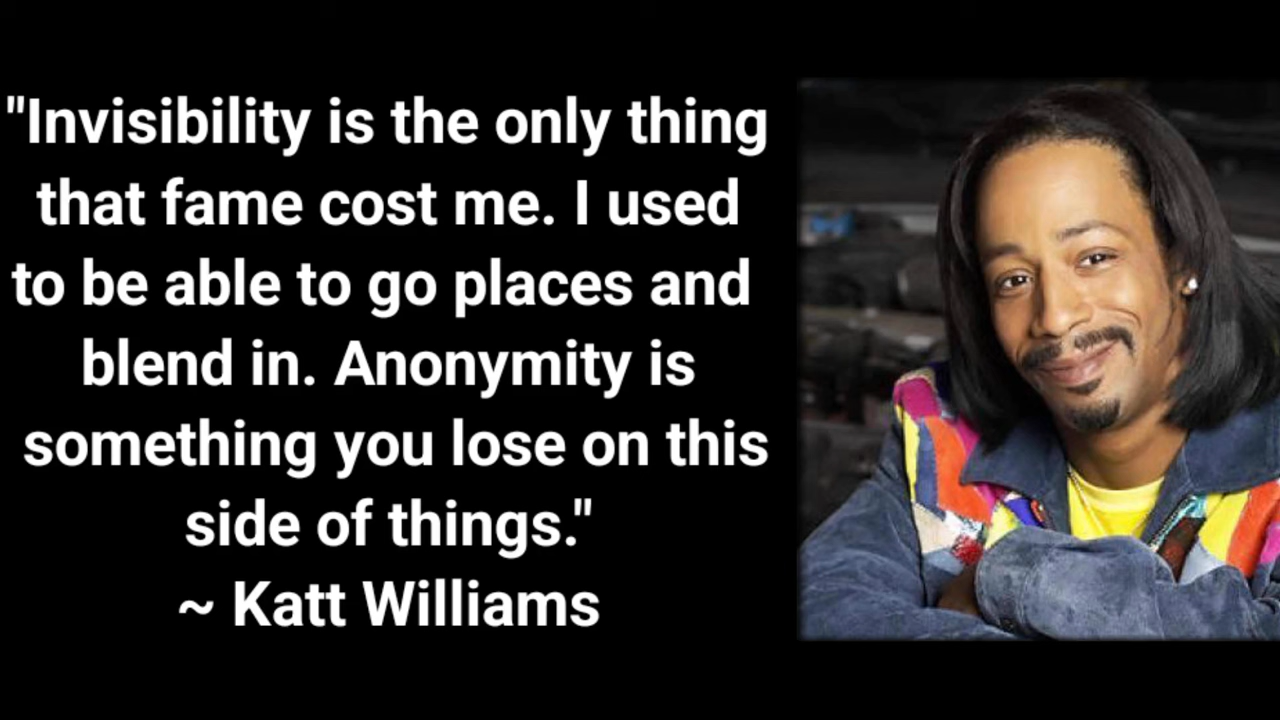 "Invisibility is the only thing
that fame cost me. I used
to be able to go places and
blend in. Anonymity is
something you lose on this
side of things."
~ Katt Williams